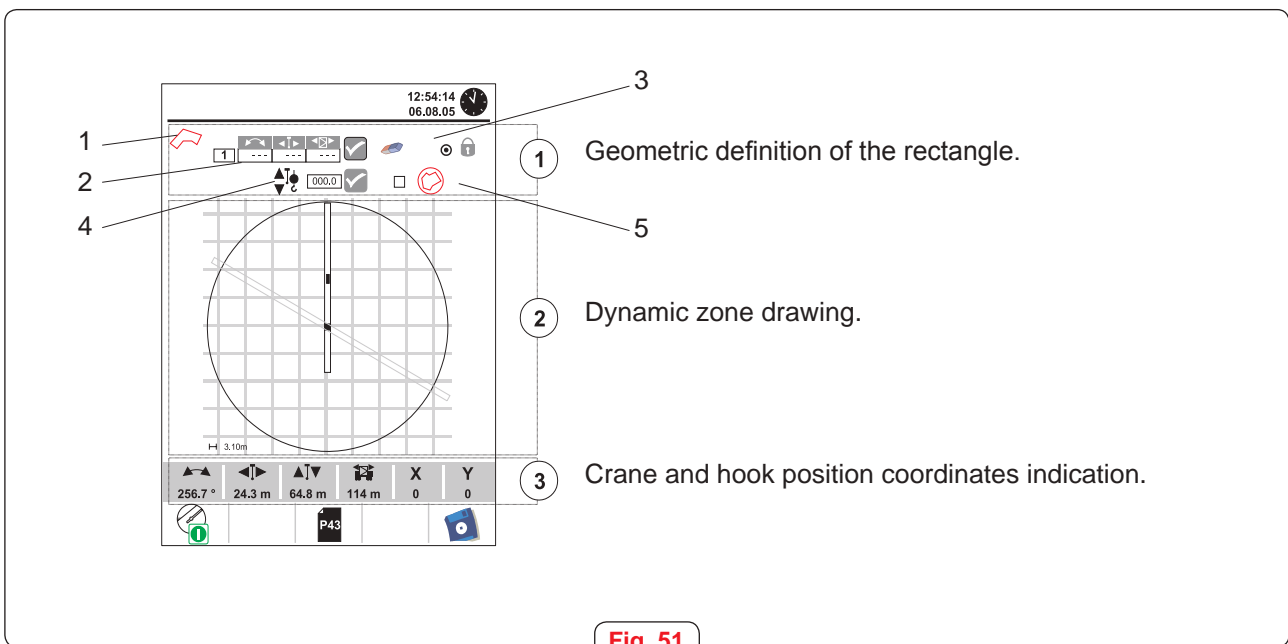 12:54:14
06.08.05
3
1
1
--- --- ---
1
Geometric definition of the rectangle.
2
000.0
4
5
2
Dynamic zone drawing.
3.10m
X Y
3
Crane and hook position coordinates indication.
256.7 ° 24.3 m 64.8 m 114 m 0 0
P43
Fig. 51